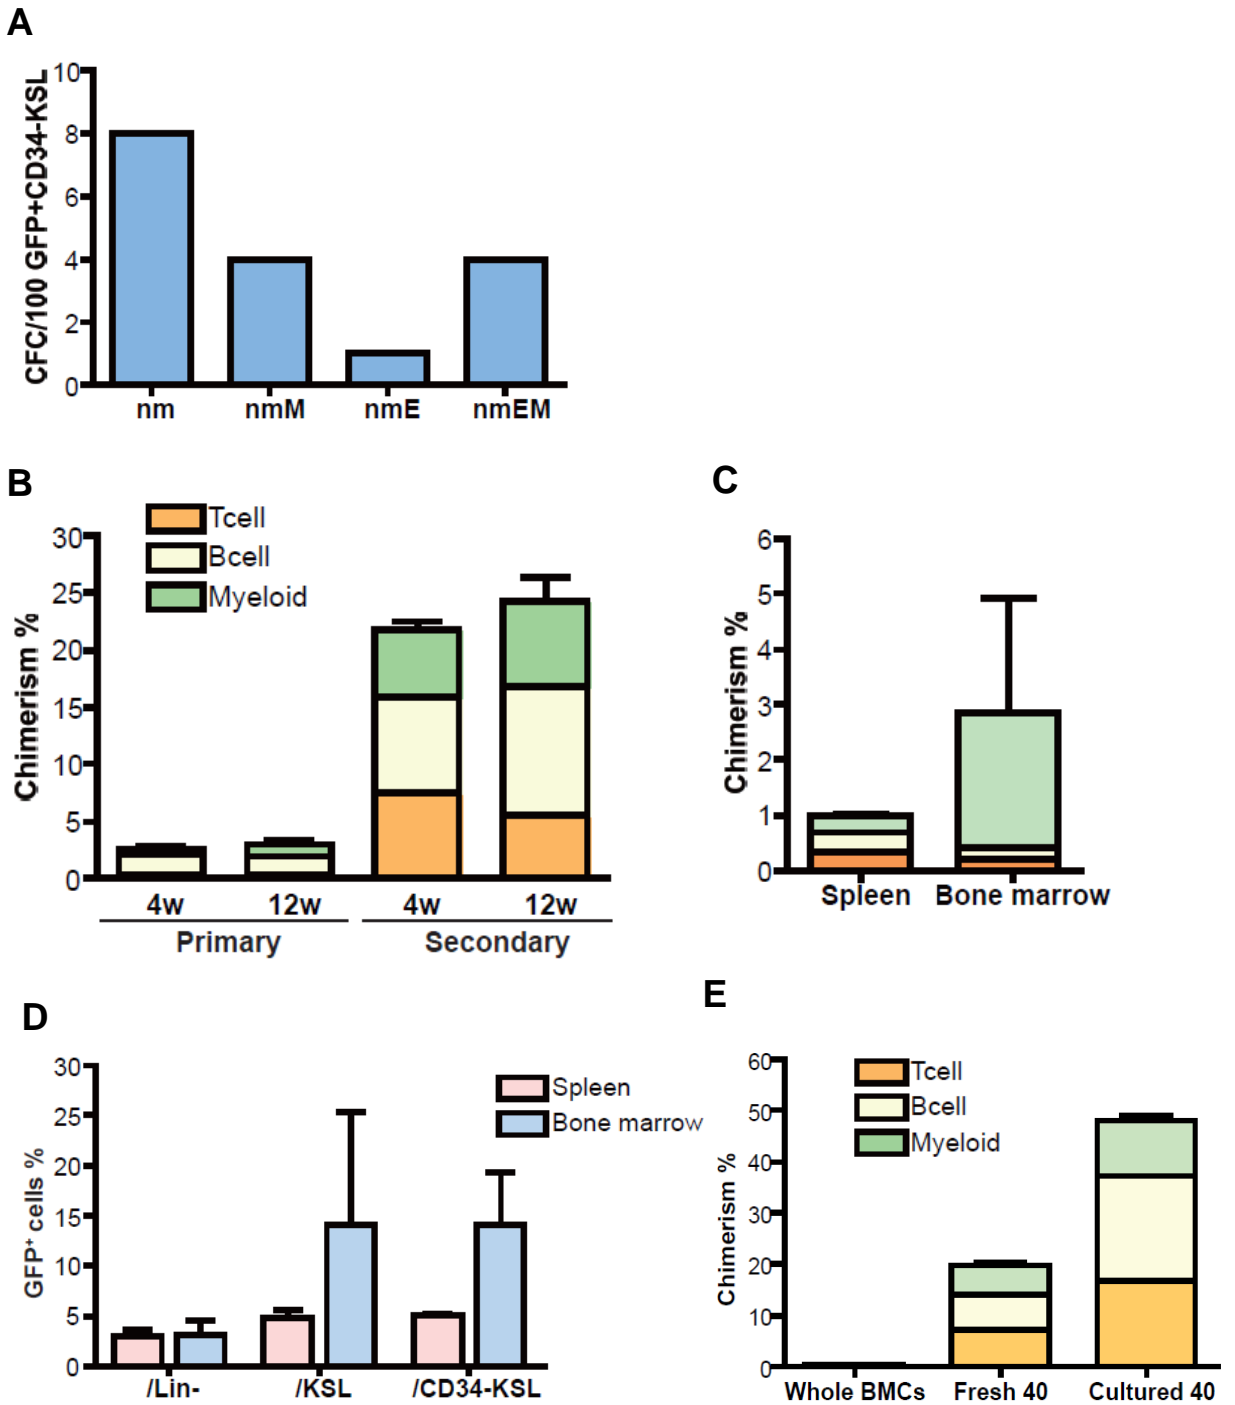 A
CFC/100 GFP+CD34-KSL
10
8
6
4
2
0
nm nmM nmE nmEM
B
Tcell
Bcell
Myeloid
Chimerism %
30
25
20
15
10
5
0
4w 12w 4w 12w
Primary Secondary
C
Chimerism %
6
5
4
3
2
1
0
Spleen Bone marrow
D
Spleen
Bone marrow
GFP+ cells %
30
25
20
15
10
5
0
/Lin- /KSL /CD34-KSL
E
Tcell
Bcell
Myeloid
Chimerism %
60
50
40
30
20
10
0
Whole BMCs Fresh 40 Cultured 40